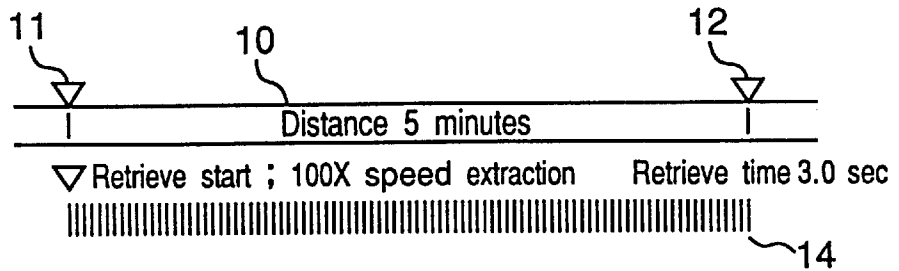 11 10 12
Distance 5 minutes
Retrieve start ; 100X speed extraction Retrieve time 3.0 sec
14